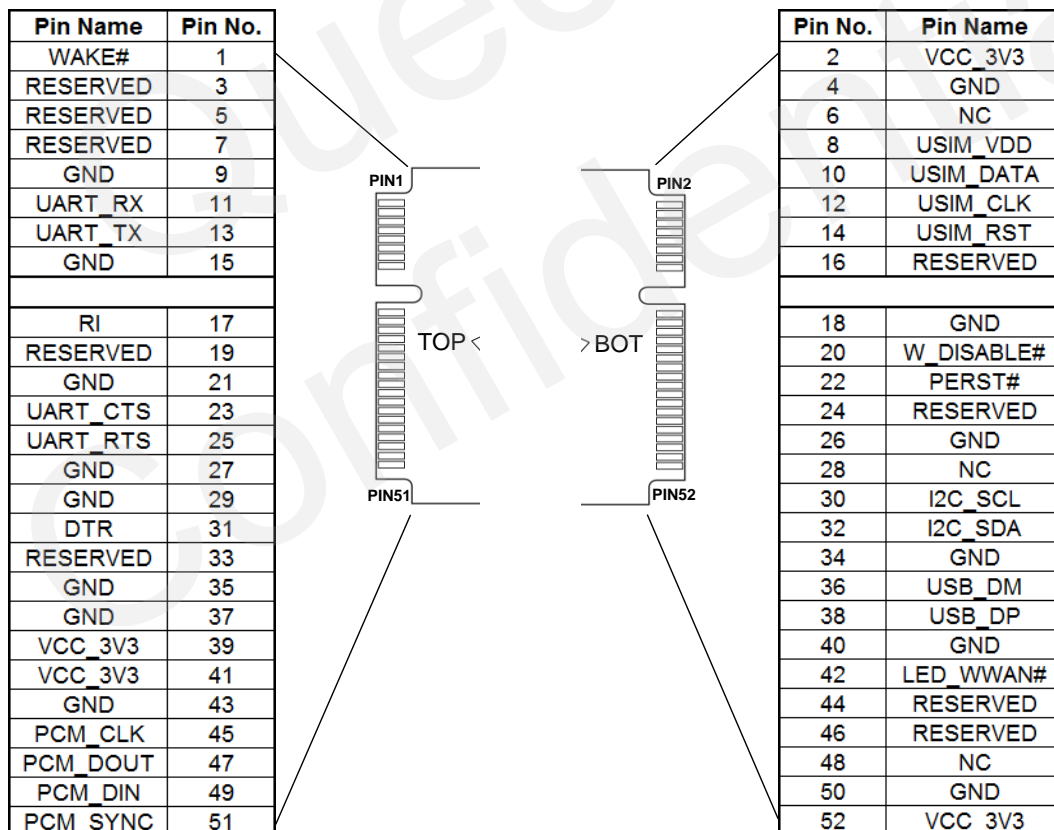 Pin Name Pin No.
WAKE# 1
RESERVED 3
RESERVED 5
RESERVED 7
GND 9
UART_RX 11
UART_TX 13
GND 15
RI 17
RESERVED 19
GND 21
UART_CTS 23
UART_RTS 25
GND 27
GND 29
DTR 31
RESERVED 33
GND 35
GND 37
VCC_3V3 39
VCC_3V3 41
GND 43
PCM_CLK 45
PCM_DOUT 47
PCM_DIN 49
PCM_SYNC 51
PIN1
TOP
PIN51
PIN2
BOT
PIN52
Pin No. Pin Name
2 VCC_3V3
4 GND
6 NC
8 USIM_VDD
10 USIM_DATA
12 USIM_CLK
14 USIM_RST
16 RESERVED
18 GND
20 W_DISABLE#
22 PERST#
24 RESERVED
26 GND
28 NC
30 I2C_SCL
32 I2C_SDA
34 GND
36 USB_DM
38 USB_DP
40 GND
42 LED_WWAN#
44 RESERVED
46 RESERVED
48 NC
50 GND
52 VCC_3V3